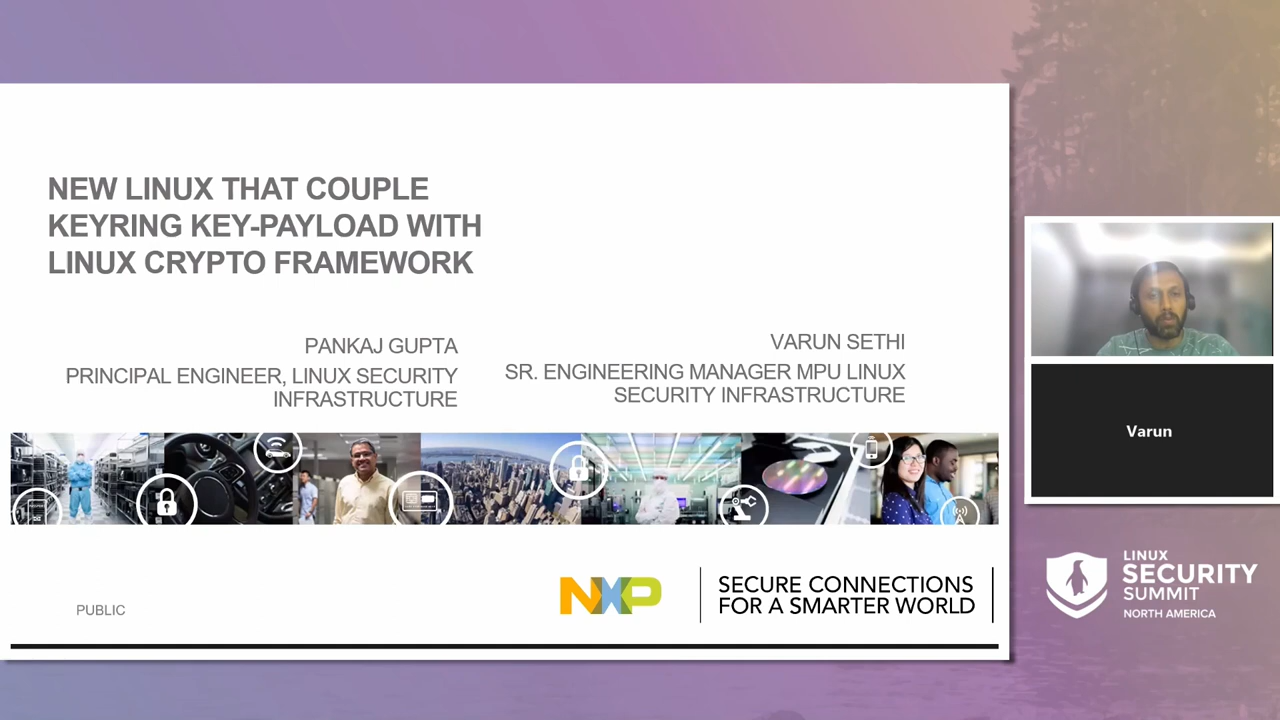 NEW LINUX THAT COUPLE
KEYRING KEY-PAYLOAD WITH
LINUX CRYPTO FRAMEWORK
PANKAJ GUPTA
PRINCIPAL ENGINEER, LINUX SECURITY
INFRASTRUCTURE
VARUN SETHI
SR. ENGINEERING MANAGER MPU LINUX
SECURITY INFRASTRUCTURE
PUBLIC
NXP
SECURE CONNECTIONS
FOR A SMARTER WORLD
Varun
LINUX
SECURITY
SUMMIT
NORTH AMERICA